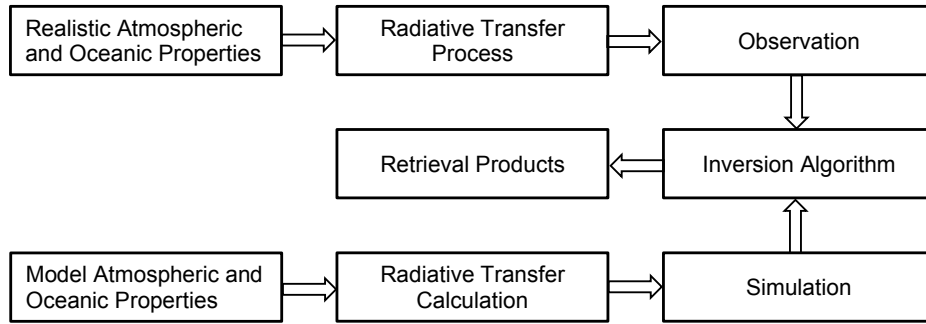 Realistic Atmospheric
and Oceanic Properties
Radiative Transfer
Process
Observation
Retrieval Products
Inversion Algorithm
Model Atmospheric and
Oceanic Properties
Radiative Transfer
Calculation
Simulation